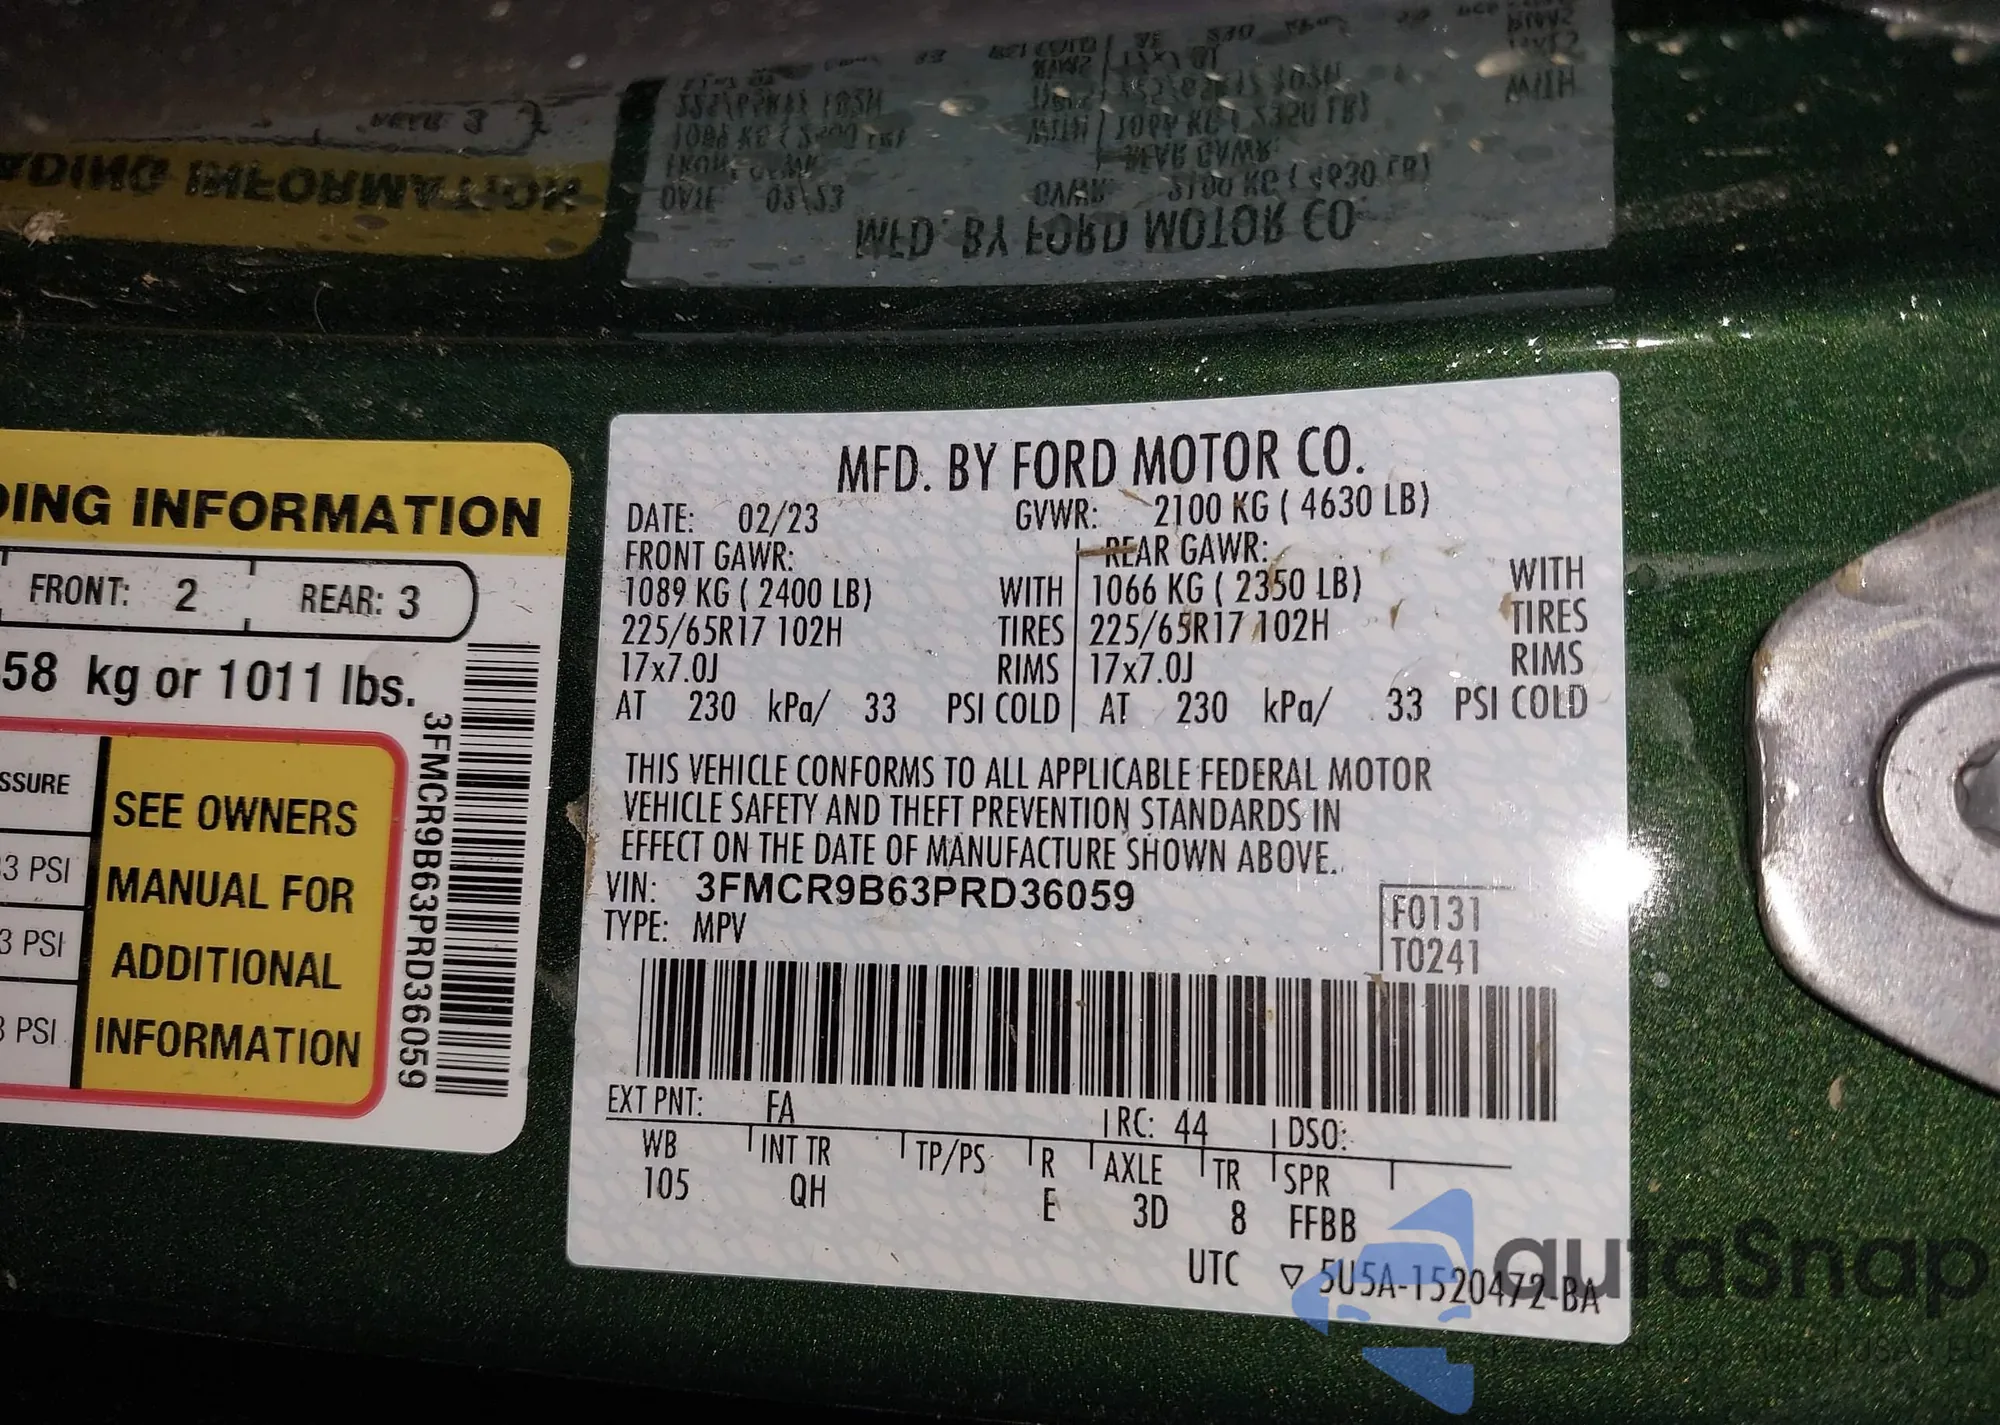 DING INFORMATION
FRONT: 2 REAR: 3
58 kg or 1011 lbs.
SSURE
SEE OWNERS
MANUAL FOR
ADDITIONAL
INFORMATION
3 PSI
3 PSI
3 PSI
3FMCR9B63PRD36059
MFD. BY FORD MOTOR CO.
DATE: 02/23 GVWR: 2100 KG ( 4630 LB)
FRONT GAWR: REAR GAWR:
1089 KG ( 2400 LB) WITH 1066 KG ( 2350 LB) WITH
225/65R17 102H TIRES 225/65R17 102H TIRES
17x7.0J RIMS 17x7.0J RIMS
AT 230 kPa/ 33 PSI COLD AT 230 kPa/ 33 PSI COLD
THIS VEHICLE CONFORMS TO ALL APPLICABLE FEDERAL MOTOR
VEHICLE SAFETY AND THEFT PREVENTION STANDARDS IN
EFFECT ON THE DATE OF MANUFACTURE SHOWN ABOVE.
VIN: 3FMCR9B63PRD36059
TYPE: MPV
F0131
T0241
EXT PNT: FA RC: 44 DSO:
WB INT TR TP/PS R AXLE TR SPR
105 QH E 3D 8 FFBB
UTC ▽ 5U5A-1520472-BA
autoSnap